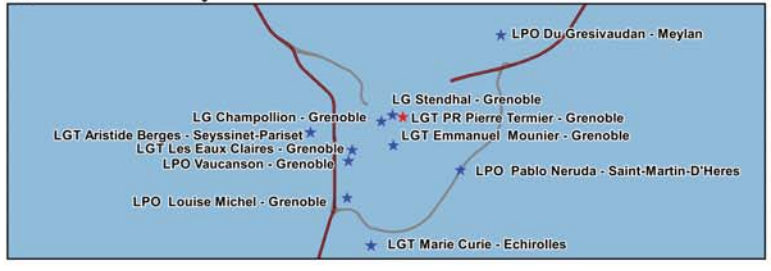 LPO Du Gresivaudan - Meylan
LG Stendhal - Grenoble
LG Champollion - Grenoble
LGT PR Pierre Termier - Grenoble
LGT Aristide Berges - Seyssinet-Pariset
LGT Emmanuel Mounier - Grenoble
LGT Les Eaux Claires - Grenoble
LPO Vaucanson - Grenoble
LPO Pablo Neruda - Saint-Martin-D'Heres
LPO Louise Michel - Grenoble
LGT Marie Curie - Echirolles